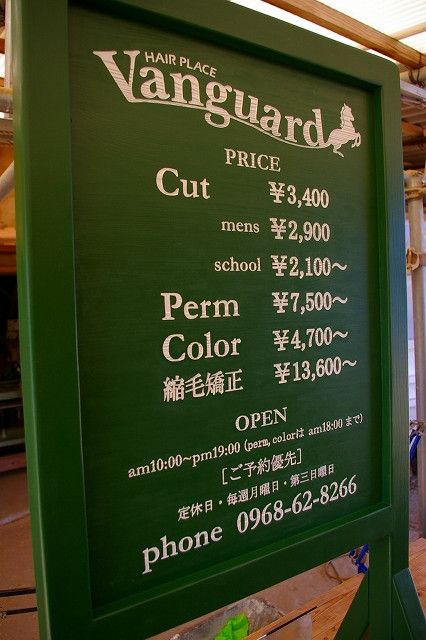 HAIR PLACE
Vanguard
PRICE
Cut ¥3,400
mens ¥2,900
school ¥2,100～
Perm ¥7,500～
Color ¥4,700～
縮毛矯正 ¥13,600～
OPEN
am10:00~pm19:00 (perm,colorは am18:00 まで)
［ご予約優先］
定休日・毎週月曜日・第三日曜日
phone 0968-62-8266